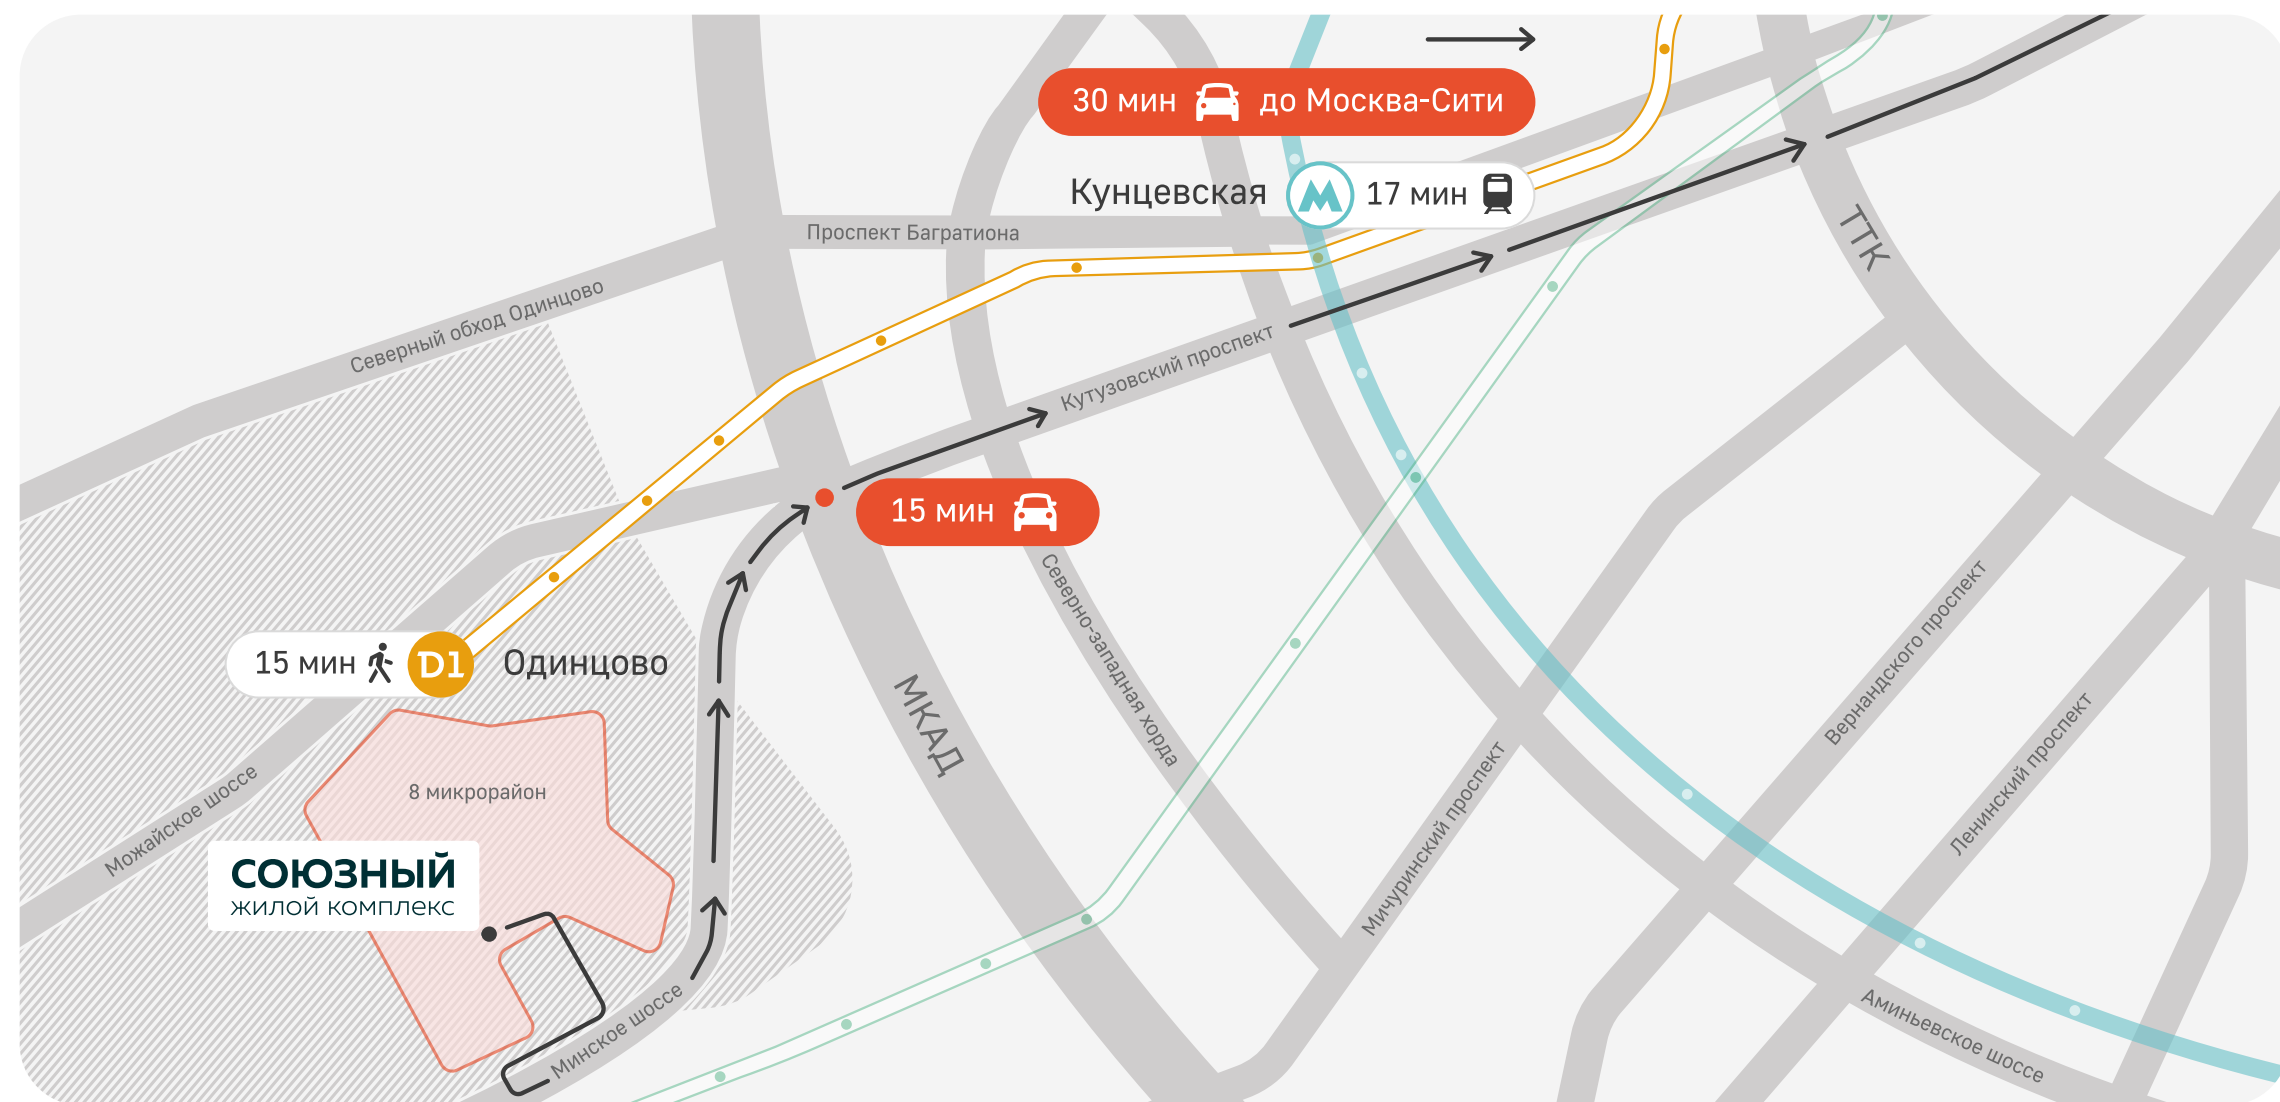 30 мин до Москва-Сити
Кунцевская
17 мин
Проспект Багратиона
ТТК
Северный обход Одинцово
Кутузовский проспект
15 мин
Северно-западная хорда
15 мин
D1
Одинцово
МКАД
Вернандского проспект
Ленинский проспект
Мичуринский проспект
Можайское шоссе
8 микрорайон
СОЮЗНЫЙ
жилой комплекс
Минское шоссе
Аминьевское шоссе